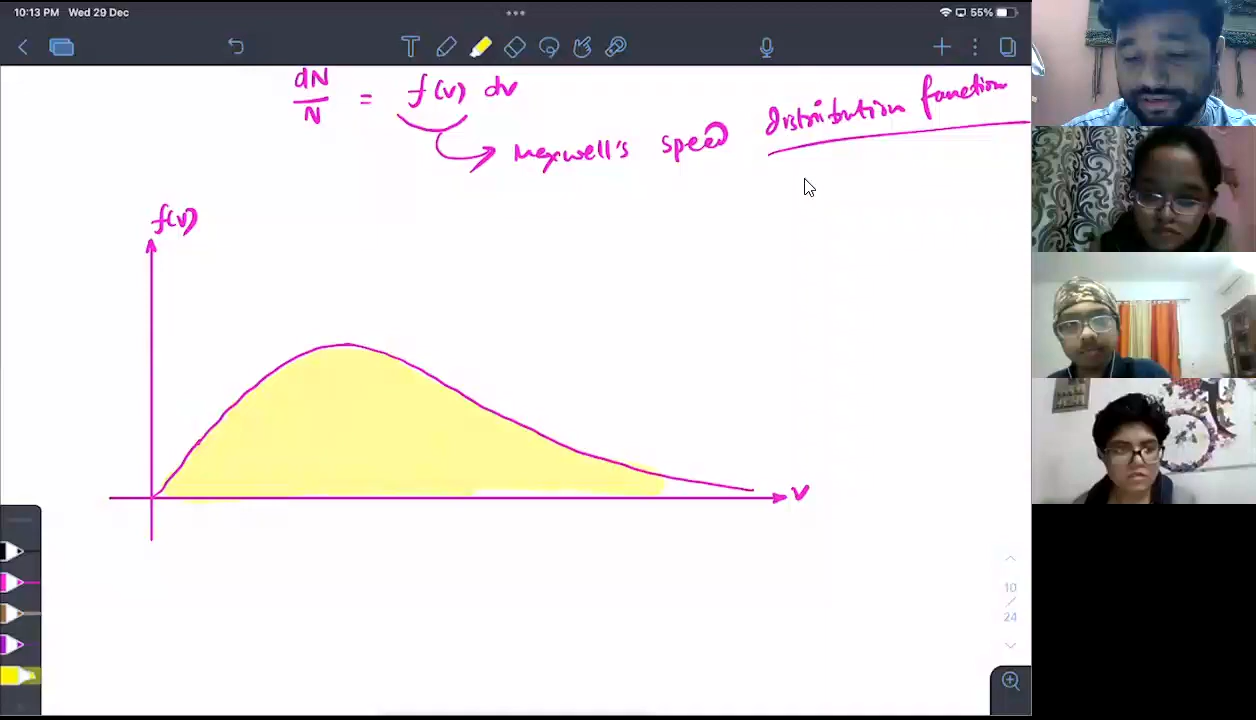 10:13 PM Wed 29 Dec
55%
dN/N = f(v) dv
Maxwell's speed distribution function
f(v)
v
10
/
24